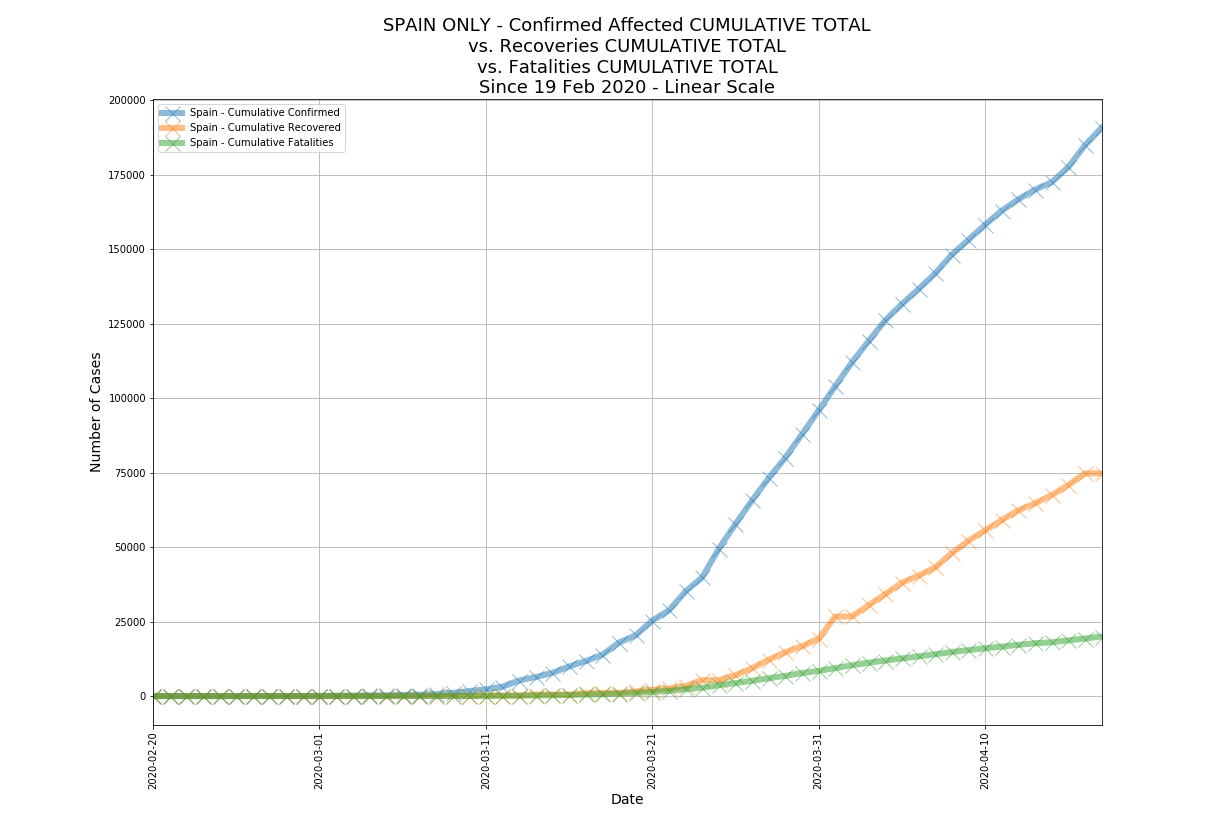 SPAIN ONLY - Confirmed Affected CUMULATIVE TOTAL
vs. Recoveries CUMULATIVE TOTAL
vs. Fatalities CUMULATIVE TOTAL
Since 19 Feb 2020 - Linear Scale
Spain - Cumulative Confirmed
Spain - Cumulative Recovered
Spain - Cumulative Fatalities
Number of Cases
200000
175000
150000
125000
100000
75000
50000
25000
0
2020-02-20
2020-03-01
2020-03-11
2020-03-21
2020-03-31
2020-04-10
Date